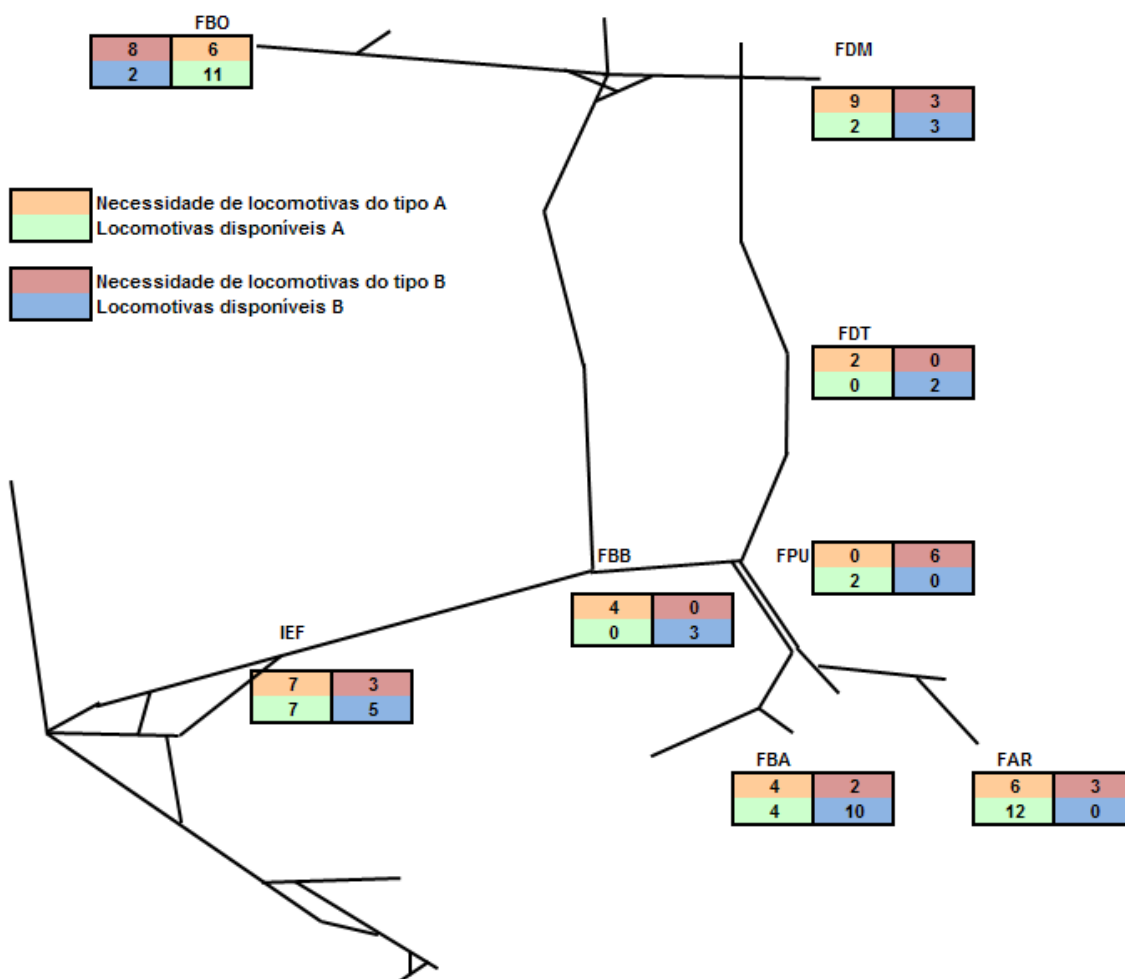 FBO
8 6
2 11
FDM
9 3
2 3
Necessidade de locomotivas do tipo A
Locomotivas disponíveis A
Necessidade de locomotivas do tipo B
Locomotivas disponíveis B
FDT
2 0
0 2
FBB
4 0
0 3
FPU
0 6
2 0
IEF
7 3
7 5
FBA
4 2
4 10
FAR
6 3
12 0